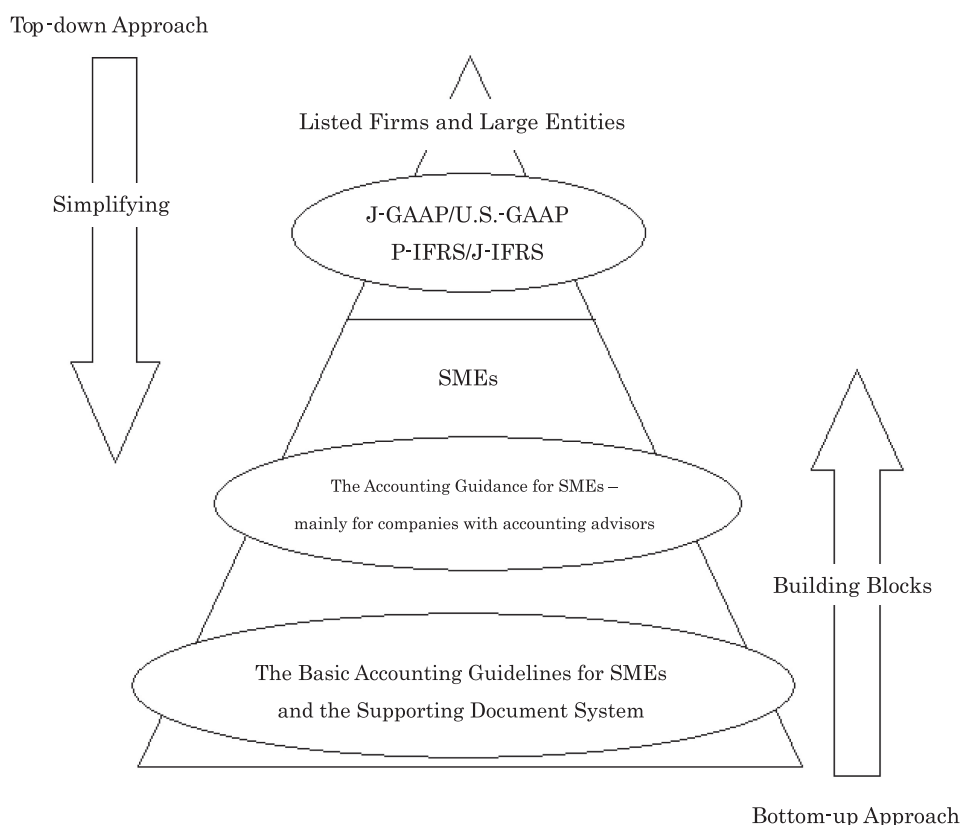 Top-down Approach
Listed Firms and Large Entities
Simplifying
J-GAAP/U.S.-GAAP
P-IFRS/J-IFRS
SMEs
The Accounting Guidance for SMEs –
mainly for companies with accounting advisors
Building Blocks
The Basic Accounting Guidelines for SMEs
and the Supporting Document System
Bottom-up Approach